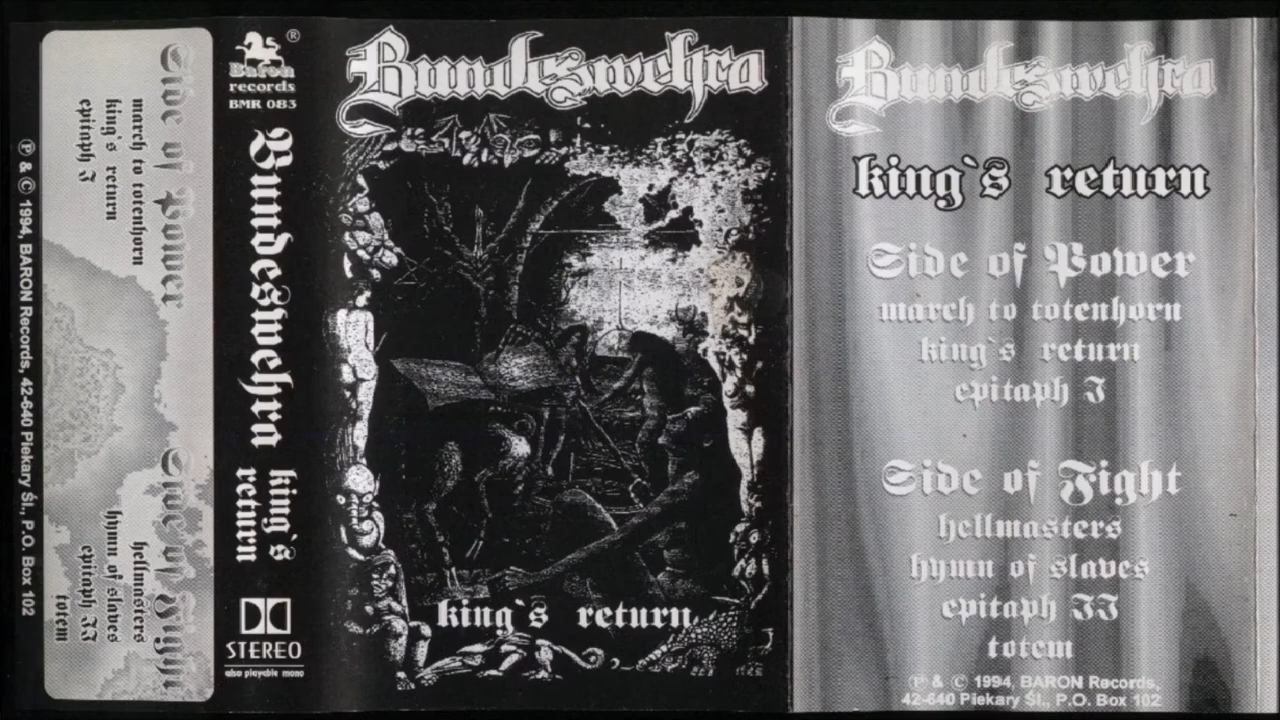 Side of Power
march to totenhorn
king`s return
epitaph I
Side of Fight
hellmasters
hymn of slaves
epitaph II
totem
℗ & © 1994, BARON Records, 42-640 Piekary Śl., P.O. Box 102
®
Baron
records
BMR 083
Bundeswehra
king`s
return
STEREO
also playable mono
Bundeswehra
king`s return
Bundeswehra
king`s return
Side of Power
march to totenhorn
king`s return
epitaph I
Side of Fight
hellmasters
hymn of slaves
epitaph II
totem
℗ & © 1994, BARON Records,
42-640 Piekary Śl., P.O. Box 102